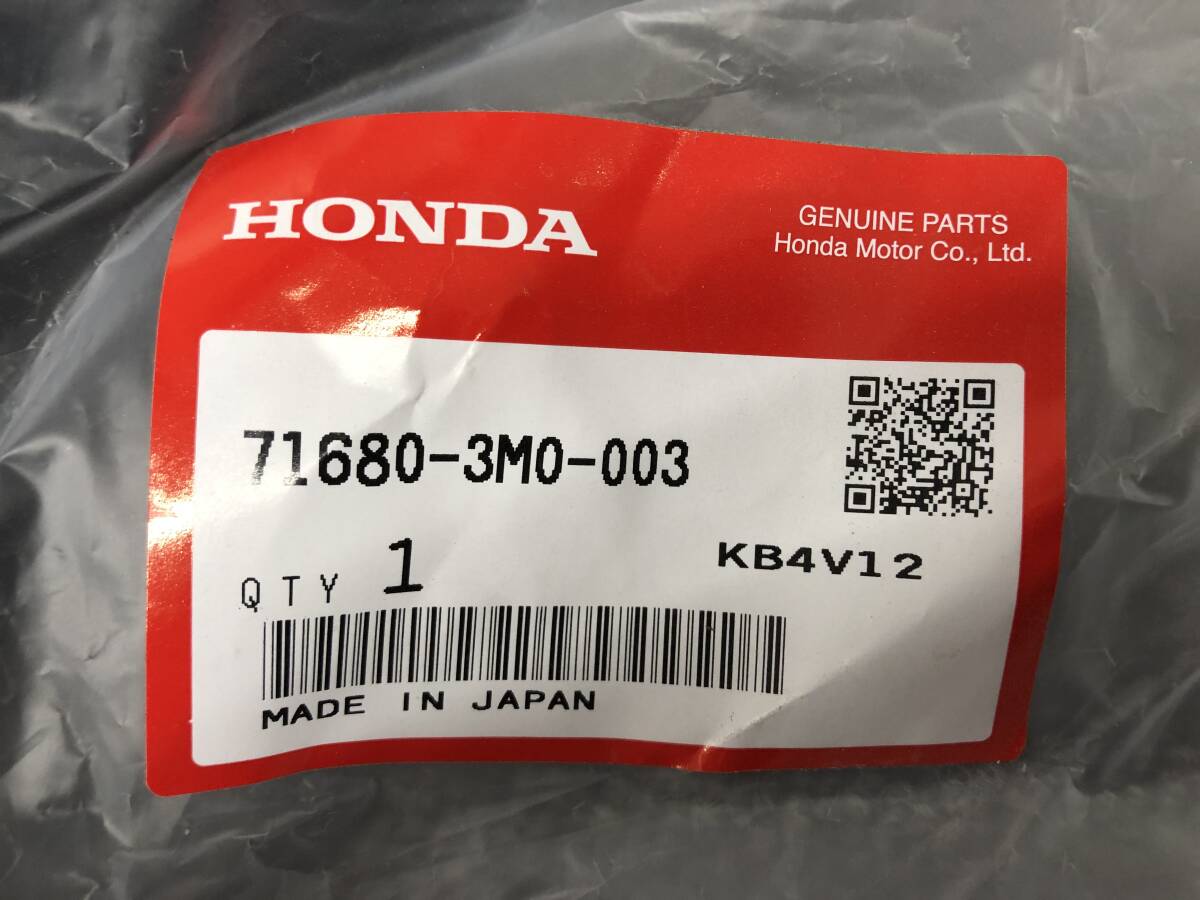 HONDA
GENUINE PARTS
Honda Motor Co., Ltd.
71680-3M0-003
QTY 1
KB4V12
MADE IN JAPAN